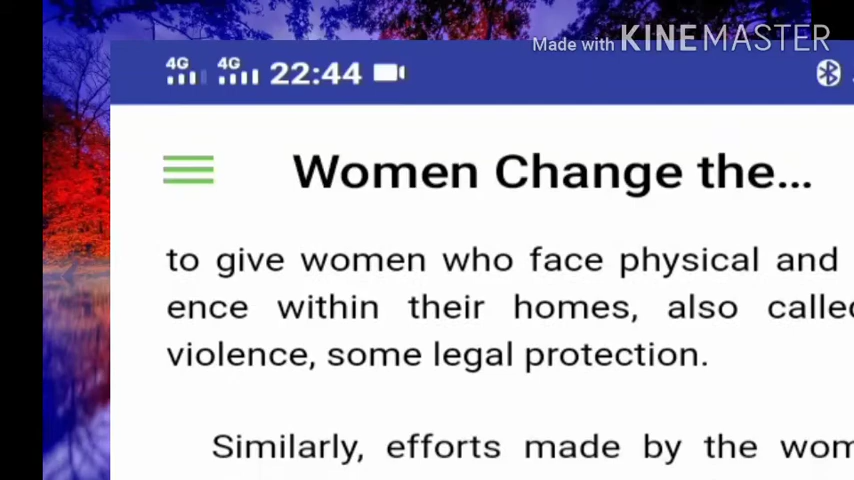 Made with KINEMASTER
4G 4G 22:44
Women Change the...
to give women who face physical and
ence within their homes, also called
violence, some legal protection.
Similarly, efforts made by the wom